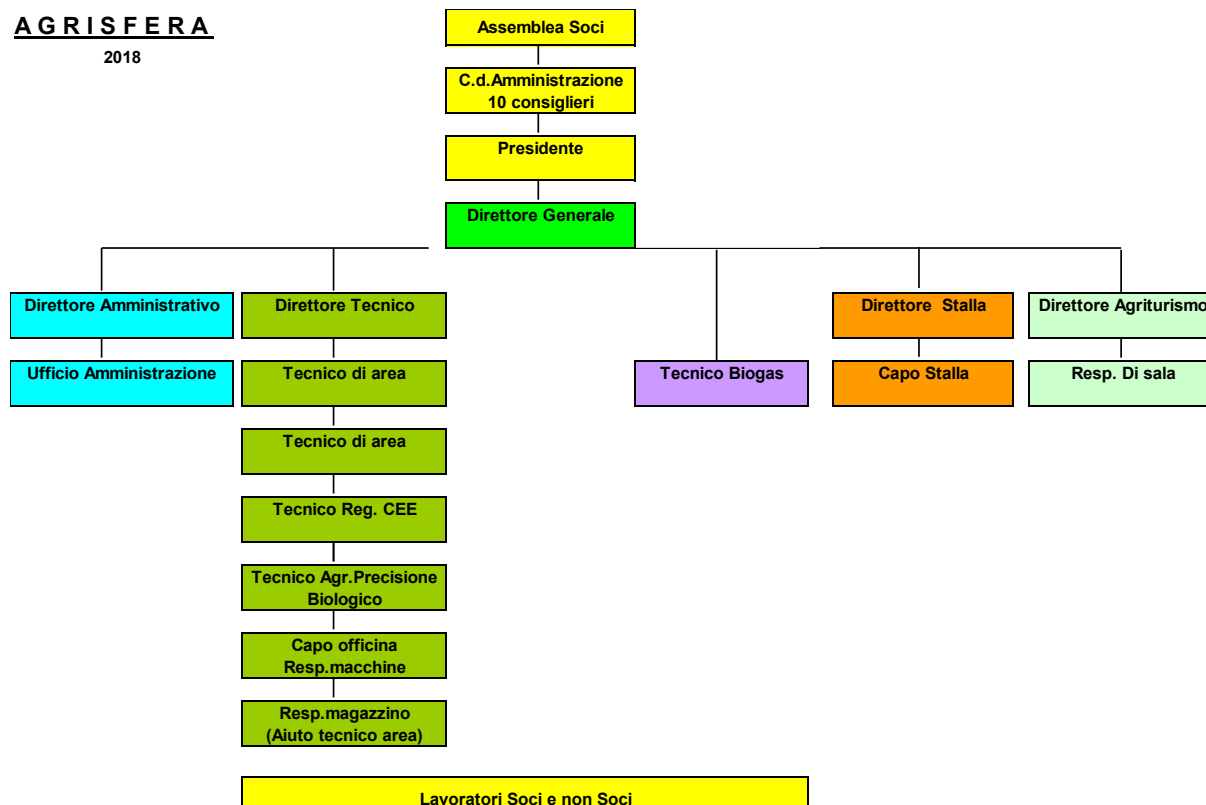 AGRISFERA
2018
Assemblea Soci
C.d.Amministrazione
10 consiglieri
Presidente
Direttore Generale
Direttore Amministrativo
Direttore Tecnico
Direttore Stalla
Direttore Agriturismo
Ufficio Amministrazione
Tecnico di area
Tecnico Biogas
Capo Stalla
Resp. Di sala
Tecnico di area
Tecnico Reg. CEE
Tecnico Agr.Precisione
Biologico
Capo officina
Resp.macchine
Resp.magazzino
(Aiuto tecnico area)
Lavoratori Soci e non Soci